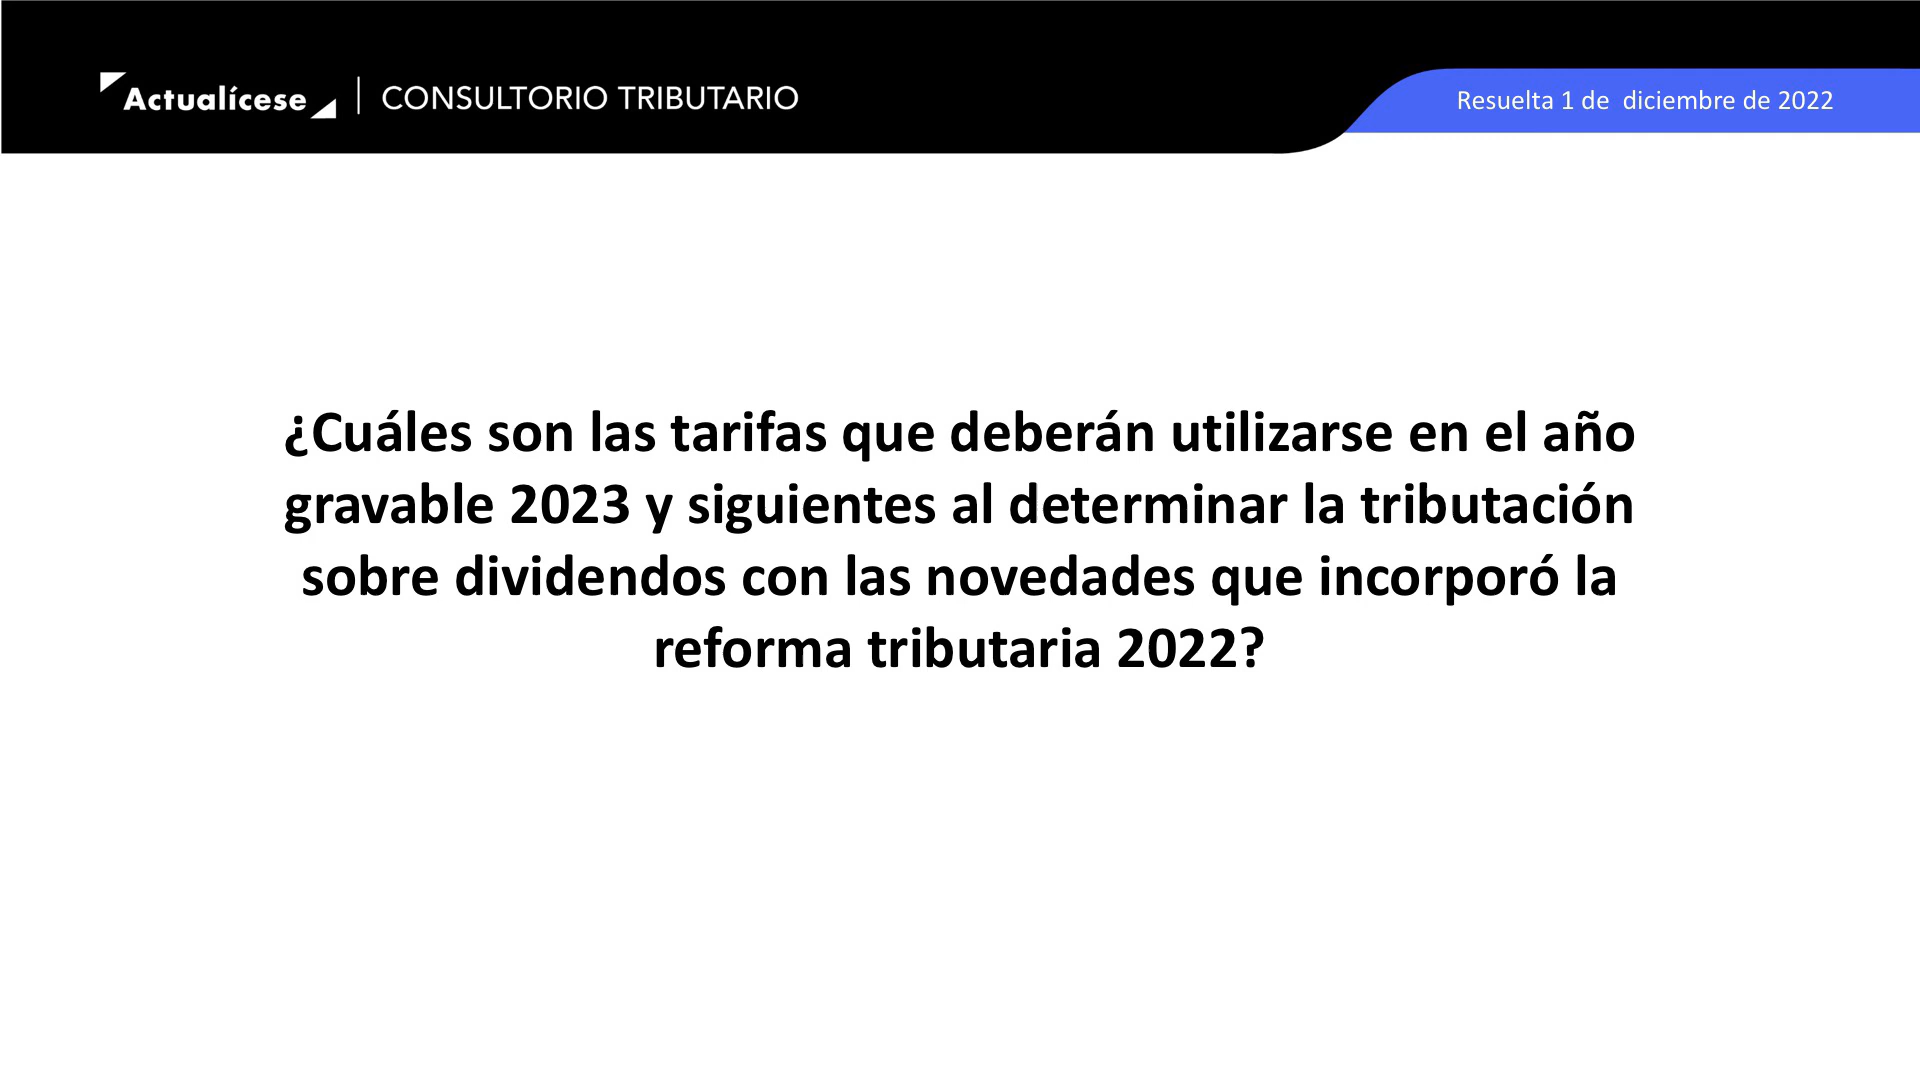 Actualícese | CONSULTORIO TRIBUTARIO
Resuelta 1 de  diciembre de 2022
¿Cuáles son las tarifas que deberán utilizarse en el año
gravable 2023 y siguientes al determinar la tributación
sobre dividendos con las novedades que incorporó la
reforma tributaria 2022?